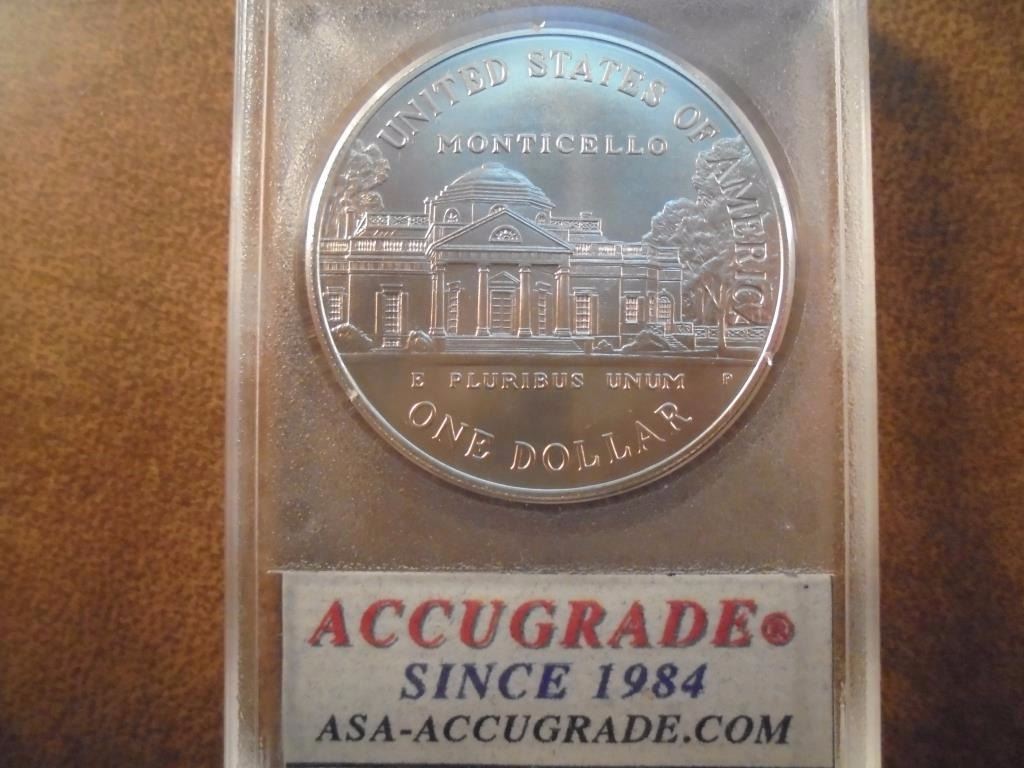 UNITED STATES OF AMERICA
MONTICELLO
E PLURIBUS UNUM P
ONE DOLLAR
ACCUGRADE®
SINCE 1984
ASA-ACCUGRADE.COM